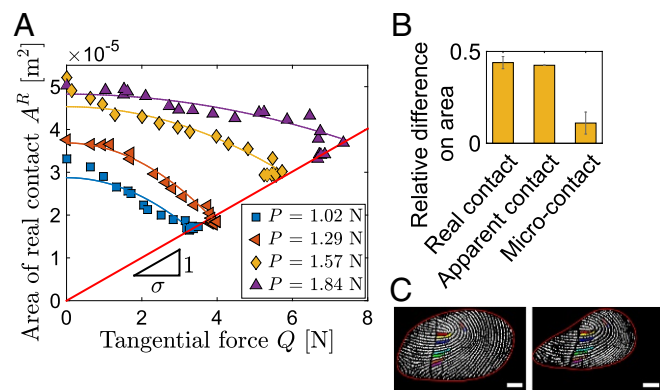 A
×10⁻⁵
5
4
3
2
1
0
0
2
4
6
8
Area of real contact Aᴿ [m²]
Tangential force Q [N]
1
σ
P = 1.02 N
P = 1.29 N
P = 1.57 N
P = 1.84 N
B
0.5
0
Relative difference
on area
Real contact
Apparent contact
Micro-contact
C